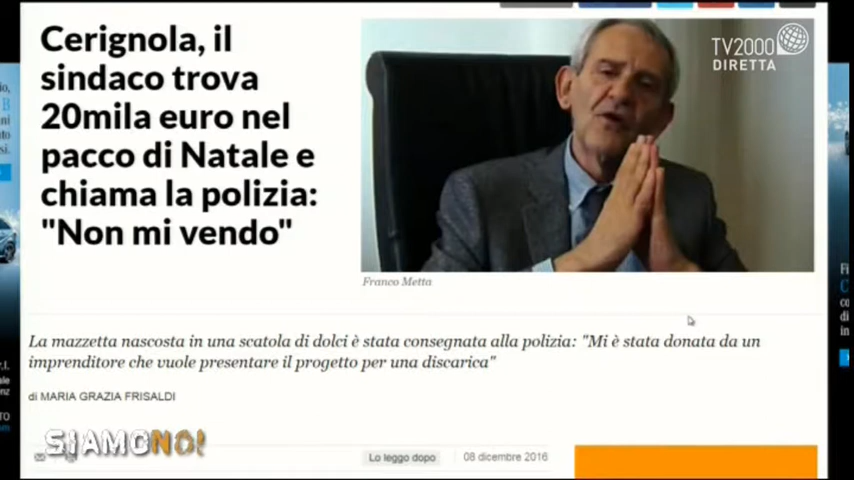 Cerignola, il
sindaco trova
20mila euro nel
pacco di Natale e
chiama la polizia:
"Non mi vendo"
TV2000
DIRETTA
Franco Metta
La mazzetta nascosta in una scatola di dolci è stata consegnata alla polizia: "Mi è stata donata da un
imprenditore che vuole presentare il progetto per una discarica"
di MARIA GRAZIA FRISALDI
SIAMONOI
Lo leggo dopo
08 dicembre 2016